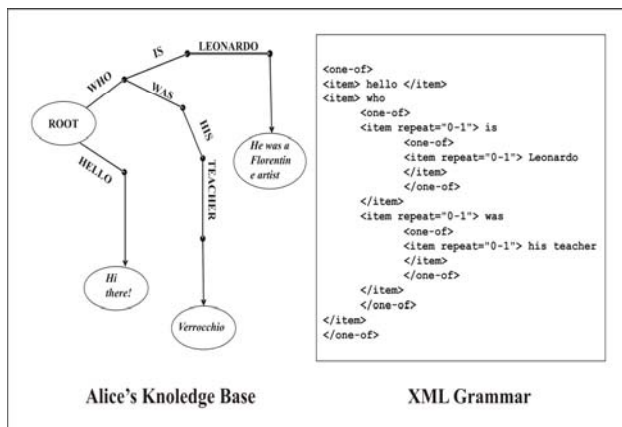 IS
LEONARDO
WHO
WAS
ROOT
HIS
HELLO
TEACHER
He was a
Florentin
e artist
Hi
there!
Verrocchio
Alice's Knoledge Base
<one-of>
<item> hello </item>
<item> who
<one-of>
<item repeat="0-1"> is
<one-of>
<item repeat="0-1"> Leonardo
</item>
</one-of>
</item>
<item repeat="0-1"> was
<one-of>
<item repeat="0-1"> his teacher
</item>
</one-of>
</item>
</one-of>
</item>
</one-of>
XML Grammar